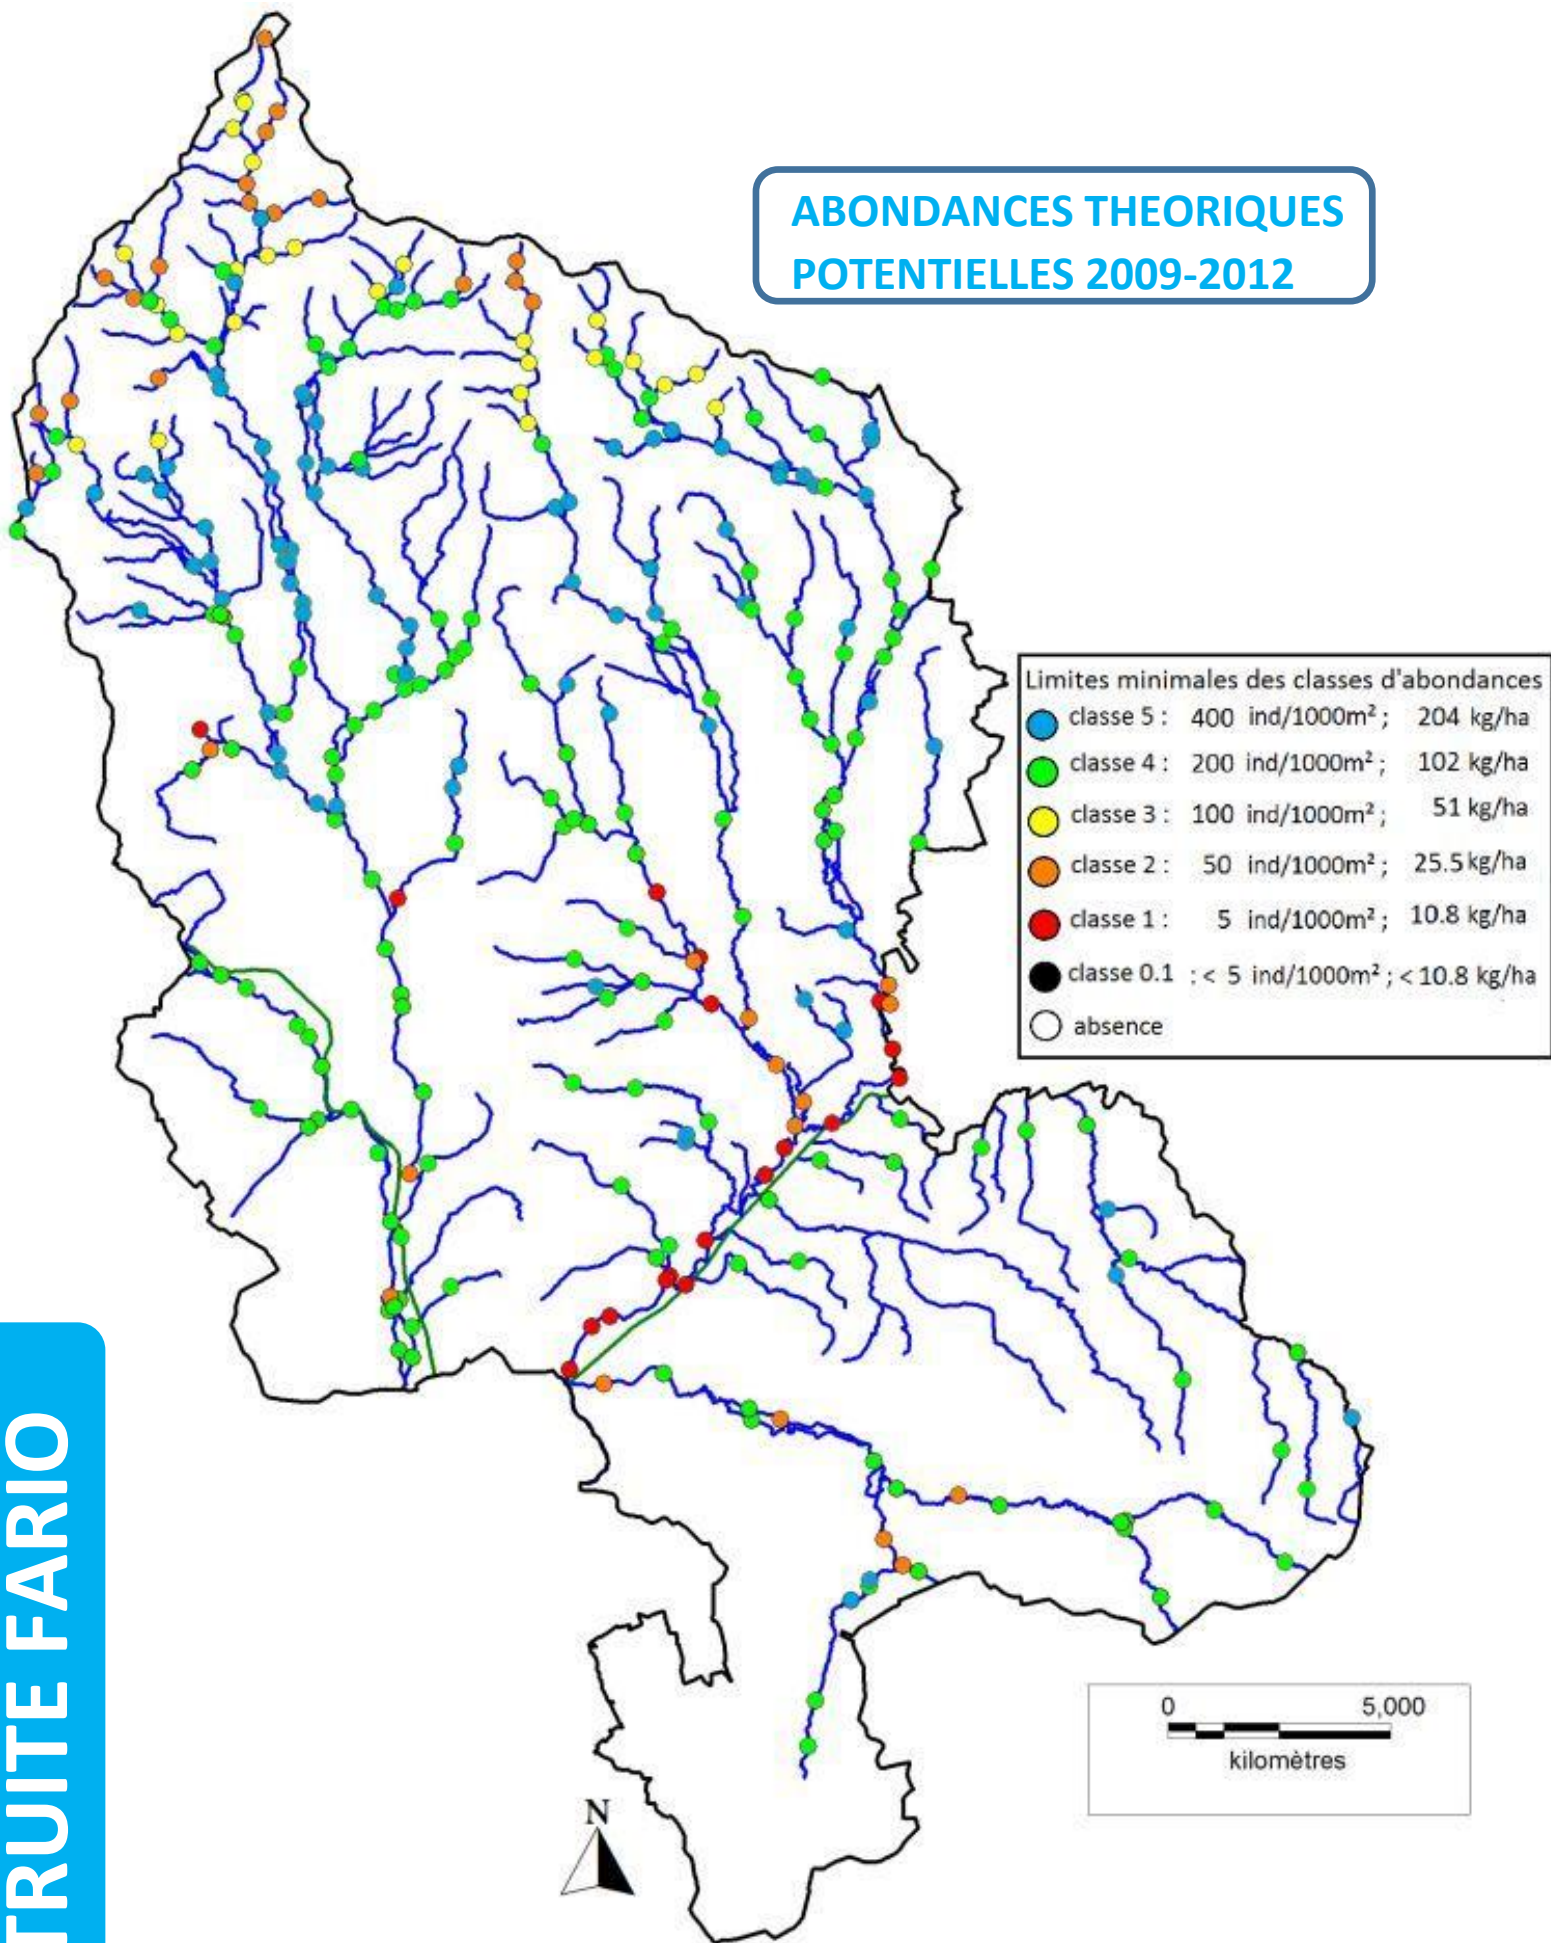 ABONDANCES THEORIQUES
POTENTIELLES 2009-2012
Limites minimales des classes d'abondances
classe 5 : 400 ind/1000m² ; 204 kg/ha
classe 4 : 200 ind/1000m² ; 102 kg/ha
classe 3 : 100 ind/1000m² ; 51 kg/ha
classe 2 : 50 ind/1000m² ; 25.5 kg/ha
classe 1 : 5 ind/1000m² ; 10.8 kg/ha
classe 0.1 : < 5 ind/1000m² ; < 10.8 kg/ha
absence
TRUITE FARIO
0 5,000
kilomètres
N